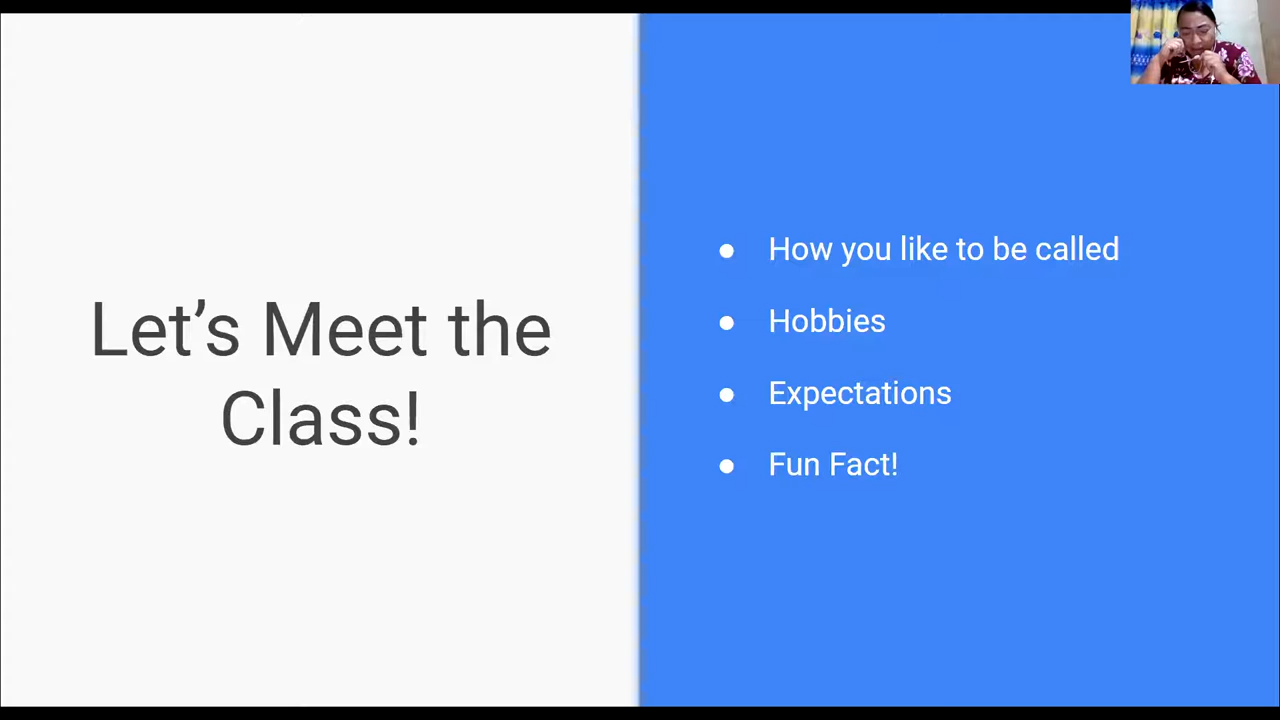 Let's Meet the
Class!
● How you like to be called
● Hobbies
● Expectations
● Fun Fact!